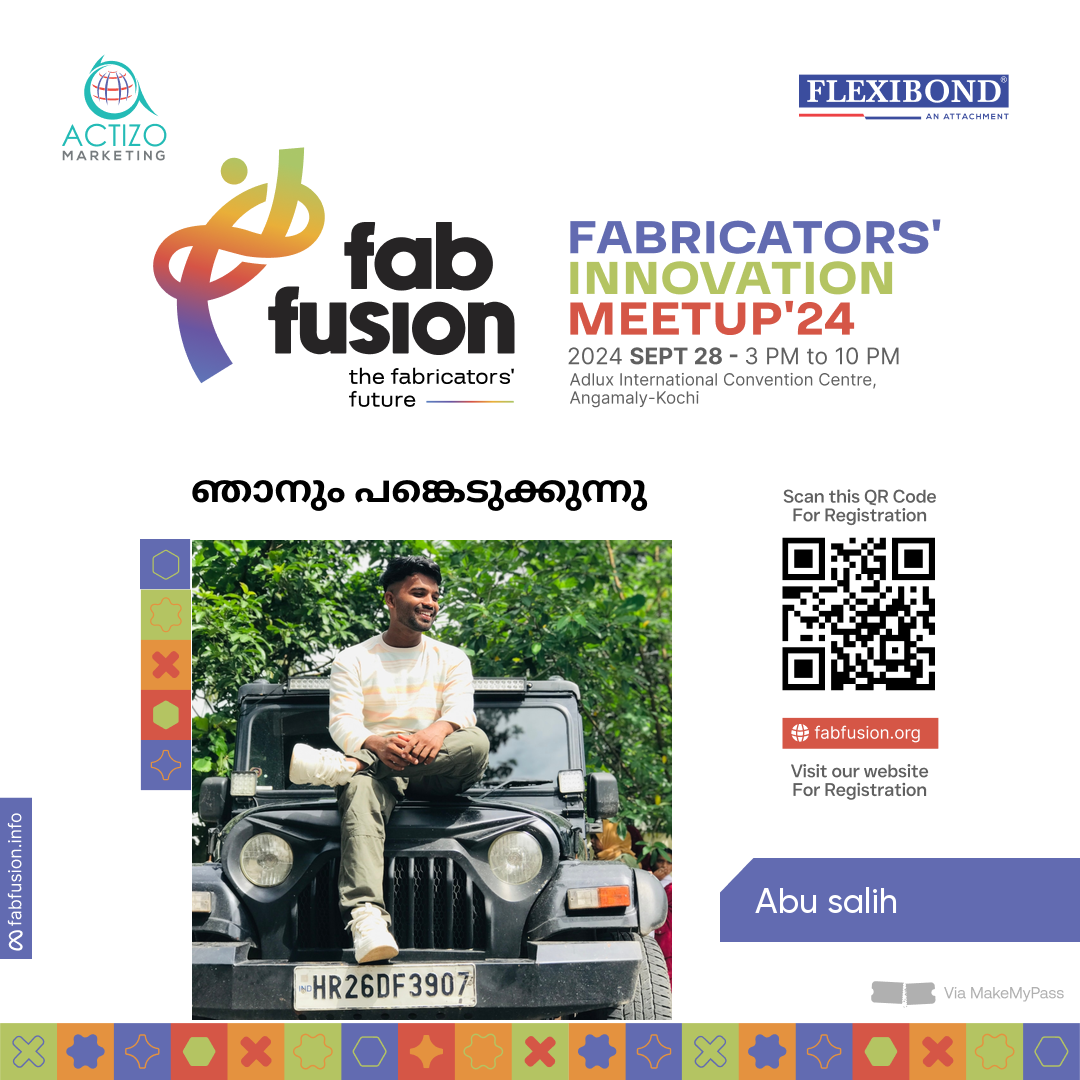 ACTIZO
MARKETING
FLEXIBOND®
AN ATTACHMENT
fab
fusion
the fabricators'
future
FABRICATORS'
INNOVATION
MEETUP'24
2024 SEPT 28 - 3 PM to 10 PM
Adlux International Convention Centre,
Angamaly-Kochi
ഞാനും പങ്കെടുക്കുന്നു
Scan this QR Code
For Registration
fabfusion.org
Visit our website
For Registration
fabfusion.info
Abu salih
IND HR26DF3907
Via MakeMyPass